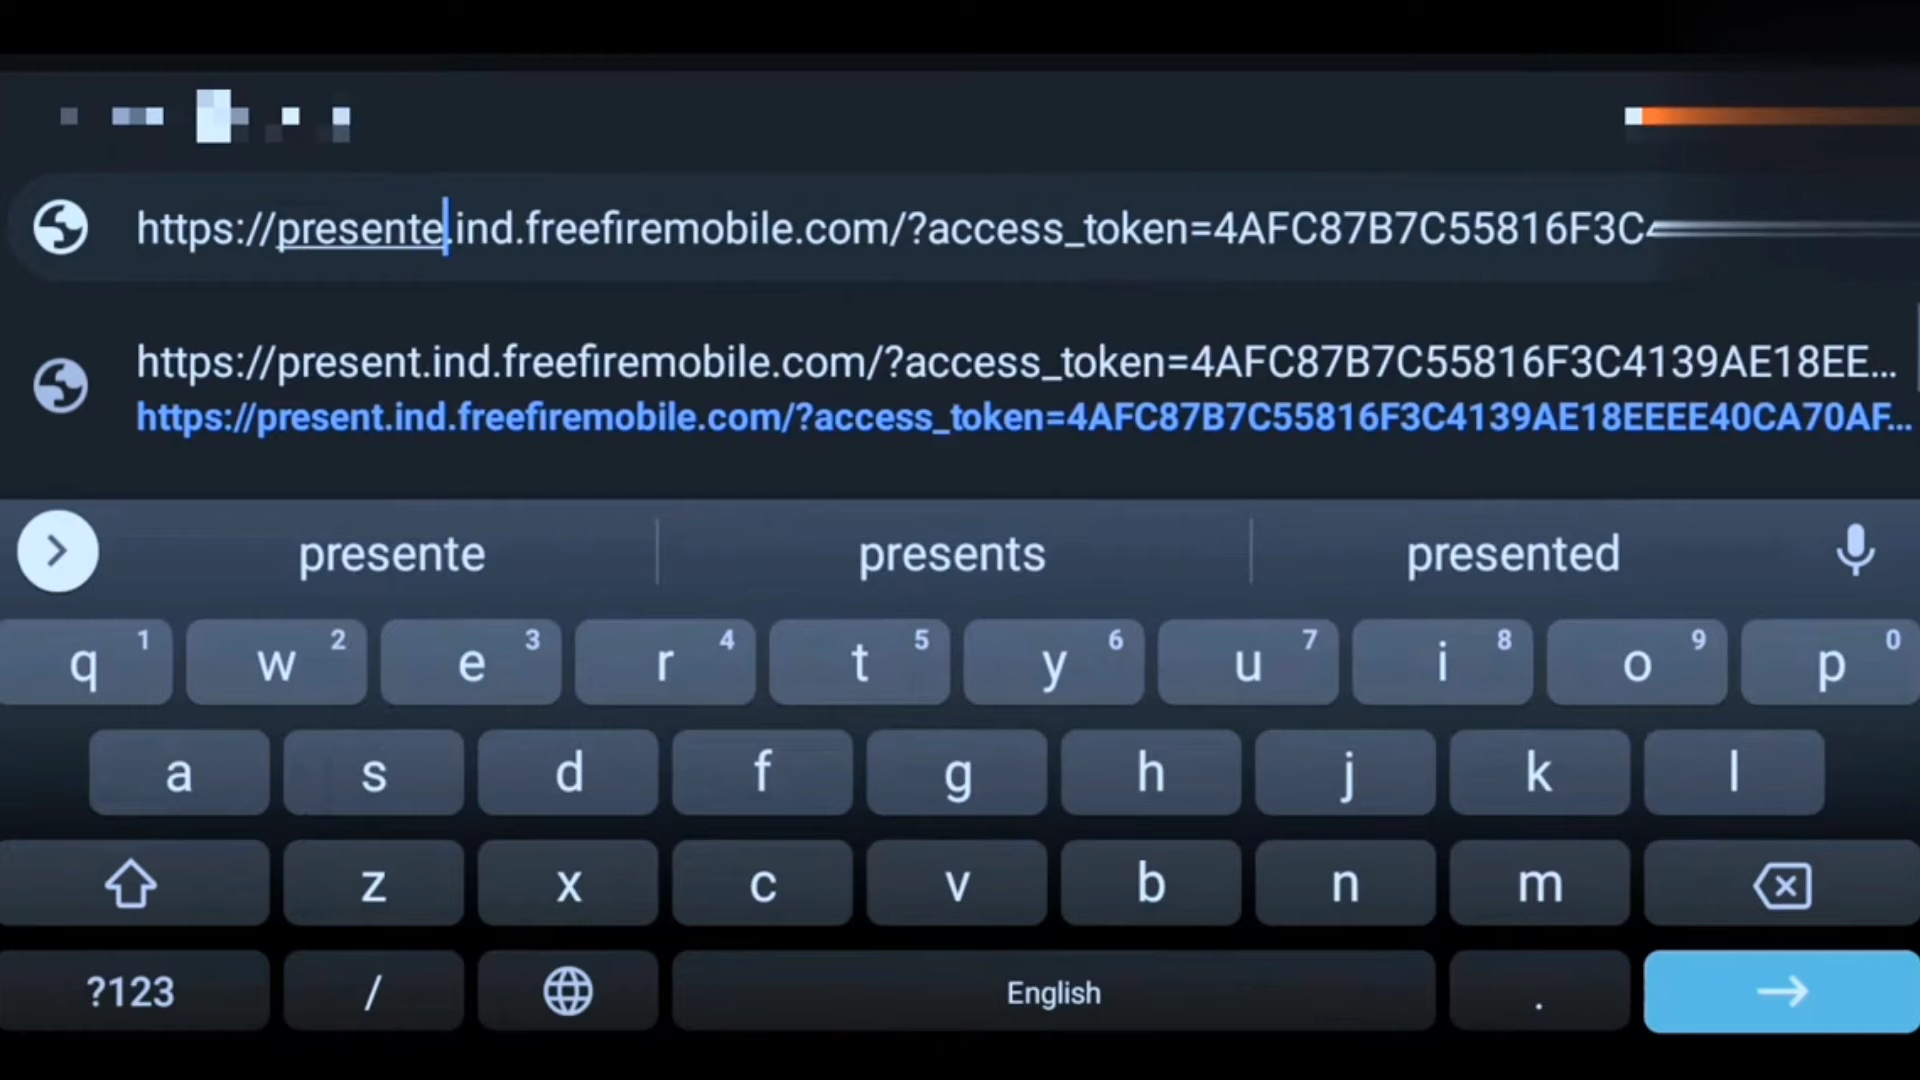 https://presente.ind.freefiremobile.com/?access_token=4AFC87B7C55816F3C
https://present.ind.freefiremobile.com/?access_token=4AFC87B7C55816F3C4139AE18EE...
https://present.ind.freefiremobile.com/?access_token=4AFC87B7C55816F3C4139AE18EEEE40CA70AF...
presente presents presented
q 1 w 2 e 3 r 4 t 5 y 6 u 7 i 8 o 9 p 0
a s d f g h j k l
z x c v b n m
?123 / English .